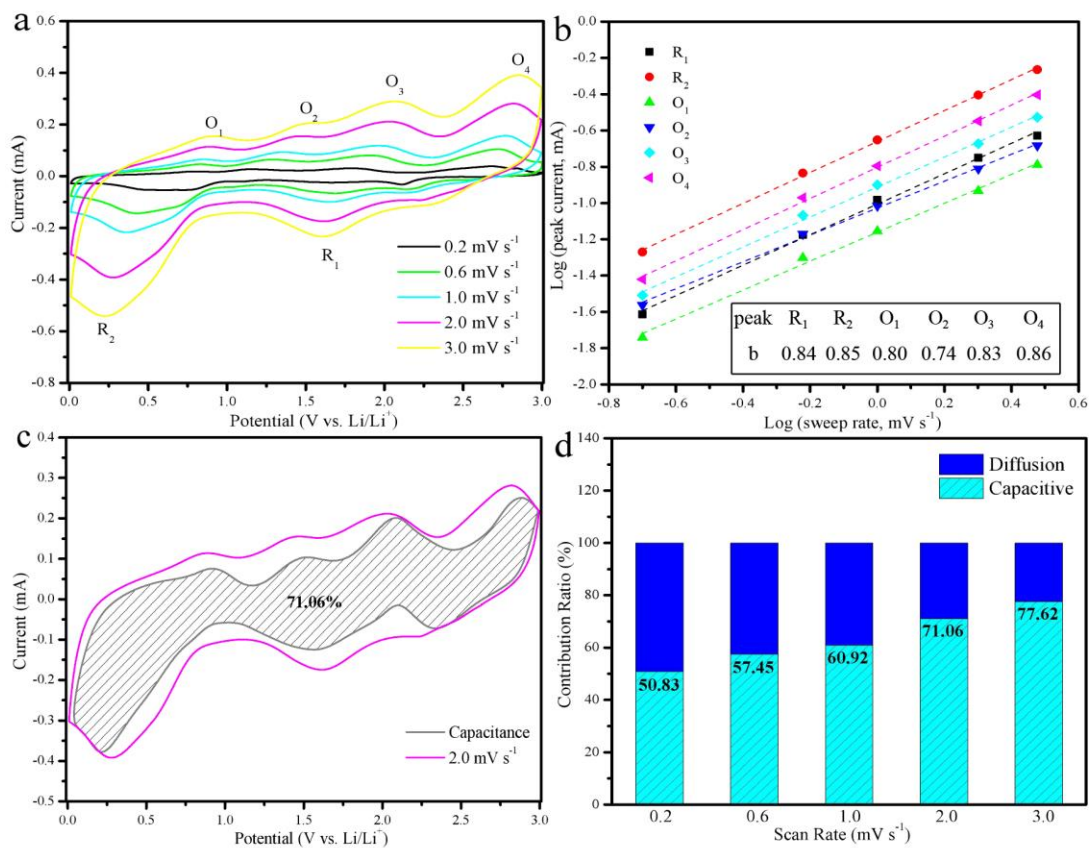 a
0.6
0.4
0.2
0.0
-0.2
-0.4
-0.6
-0.8
Current (mA)
O₁
O₂
O₃
O₄
R₁
R₂
0.2 mV s⁻¹
0.6 mV s⁻¹
1.0 mV s⁻¹
2.0 mV s⁻¹
3.0 mV s⁻¹
0.0 0.5 1.0 1.5 2.0 2.5 3.0
Potential (V vs. Li/Li⁺)
b
0.0
-0.2
-0.4
-0.6
-0.8
-1.0
-1.2
-1.4
-1.6
-1.8
-2.0
Log (peak current, mA)
R₁
R₂
O₁
O₂
O₃
O₄
peak R₁ R₂ O₁ O₂ O₃ O₄
b 0.84 0.85 0.80 0.74 0.83 0.86
-0.8 -0.6 -0.4 -0.2 0.0 0.2 0.4 0.6
Log (sweep rate, mV s⁻¹)
c
0.4
0.3
0.2
0.1
0.0
-0.1
-0.2
-0.3
-0.4
-0.5
Current (mA)
71.06%
Capacitance
2.0 mV s⁻¹
0.0 0.5 1.0 1.5 2.0 2.5 3.0
Potential (V vs. Li/Li⁺)
d
140
120
100
80
60
40
20
0
Contribution Ratio (%)
Diffusion
Capacitive
50.83
57.45
60.92
71.06
77.62
0.2 0.6 1.0 2.0 3.0
Scan Rate (mV s⁻¹)